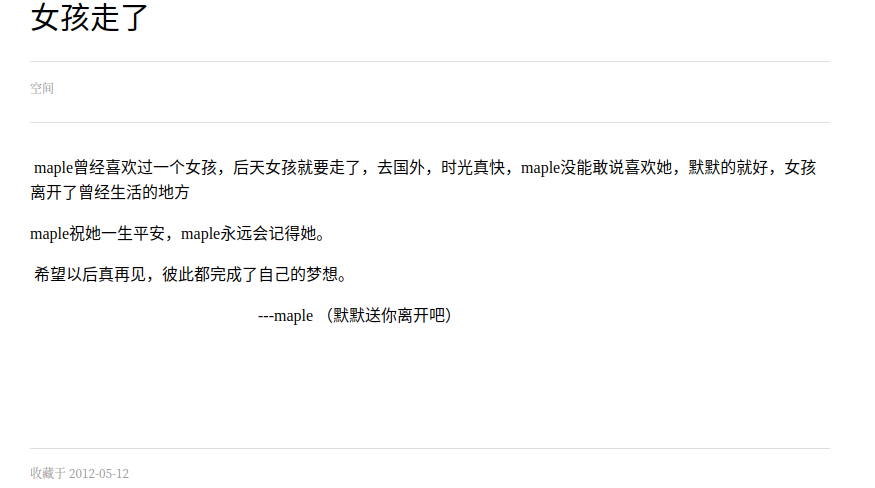 女孩走了
空间
maple曾经喜欢过一个女孩，后天女孩就要走了，去国外，时光真快，maple没能敢说喜欢她，默默的就好，女孩
离开了曾经生活的地方
maple祝她一生平安，maple永远会记得她。
希望以后真再见，彼此都完成了自己的梦想。
---maple （默默送你离开吧）
收藏于 2012-05-12